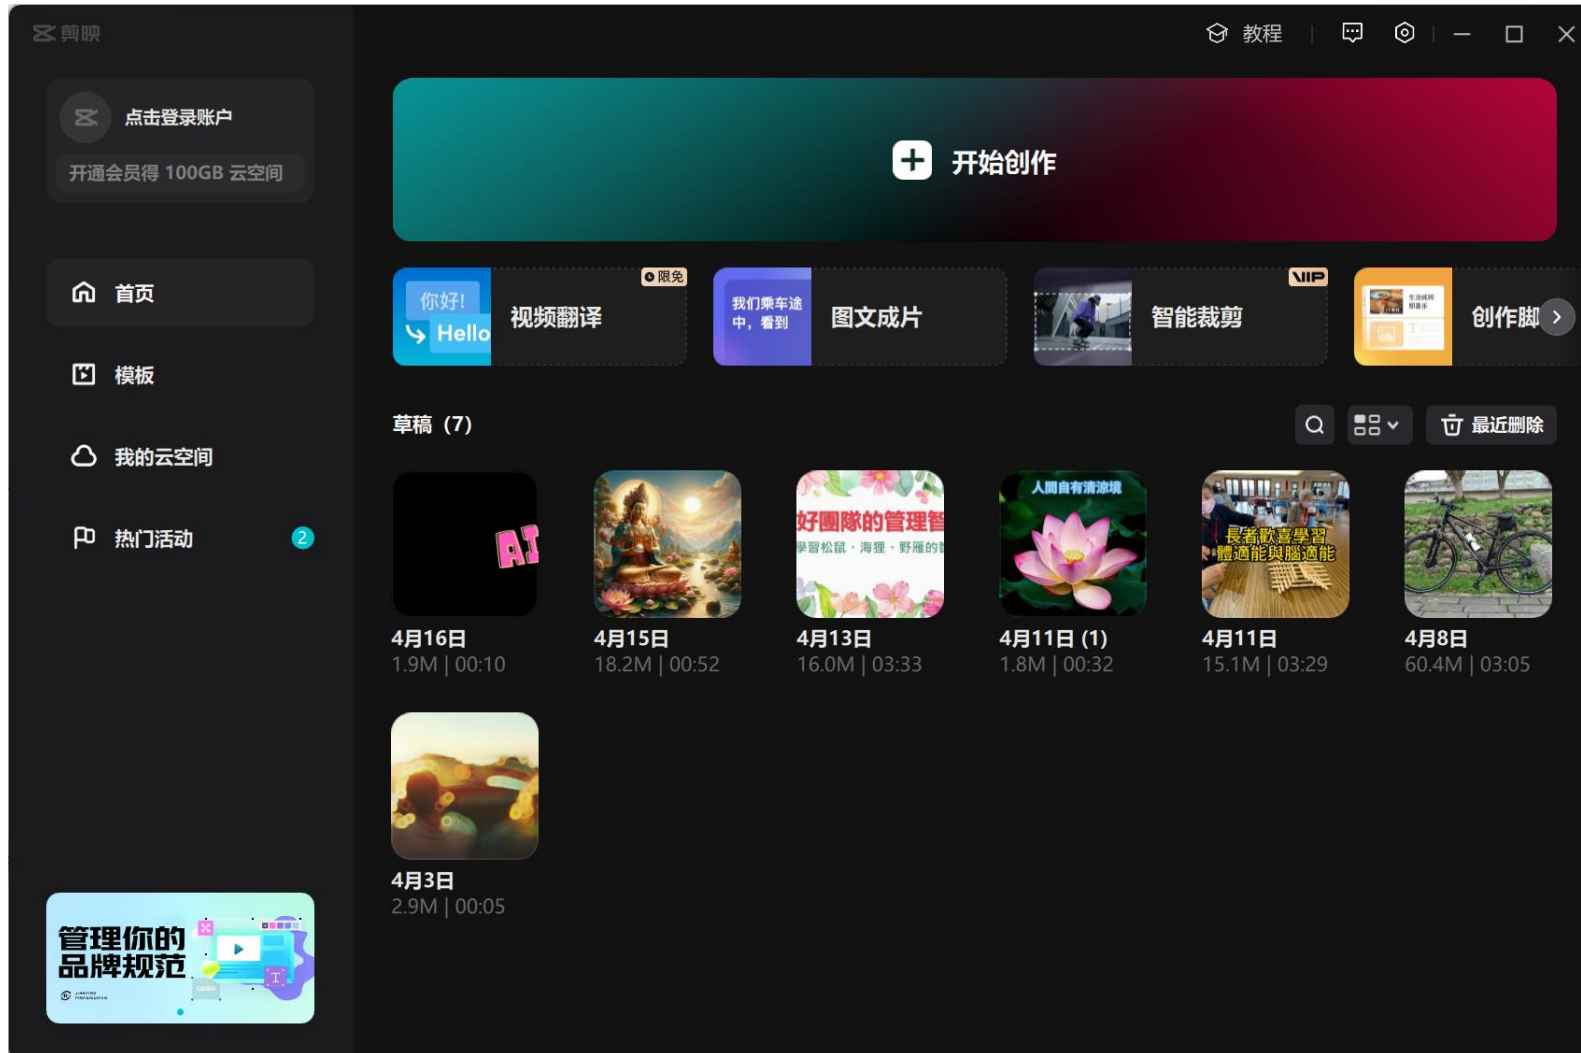 剪映
教程
点击登录账户
开通会员得 100GB 云空间
首页
模板
我的云空间
热门活动
2
管理你的
品牌规范
LOGO
T
开始创作
你好!
Hello
视频翻译
限免
我们乘车途
中，看到
图文成片
智能裁剪
VIP
生活純粹
即喜乐
创作脚
草稿（7）
最近删除
AI
4月16日
1.9M | 00:10
4月15日
18.2M | 00:52
好團隊的管理智
學習松鼠、海狸、野雁的
4月13日
16.0M | 03:33
人間自有清涼境
4月11日 (1)
1.8M | 00:32
長者歡喜學習
體適能與腦適能
4月11日
15.1M | 03:29
4月8日
60.4M | 03:05
4月3日
2.9M | 00:05